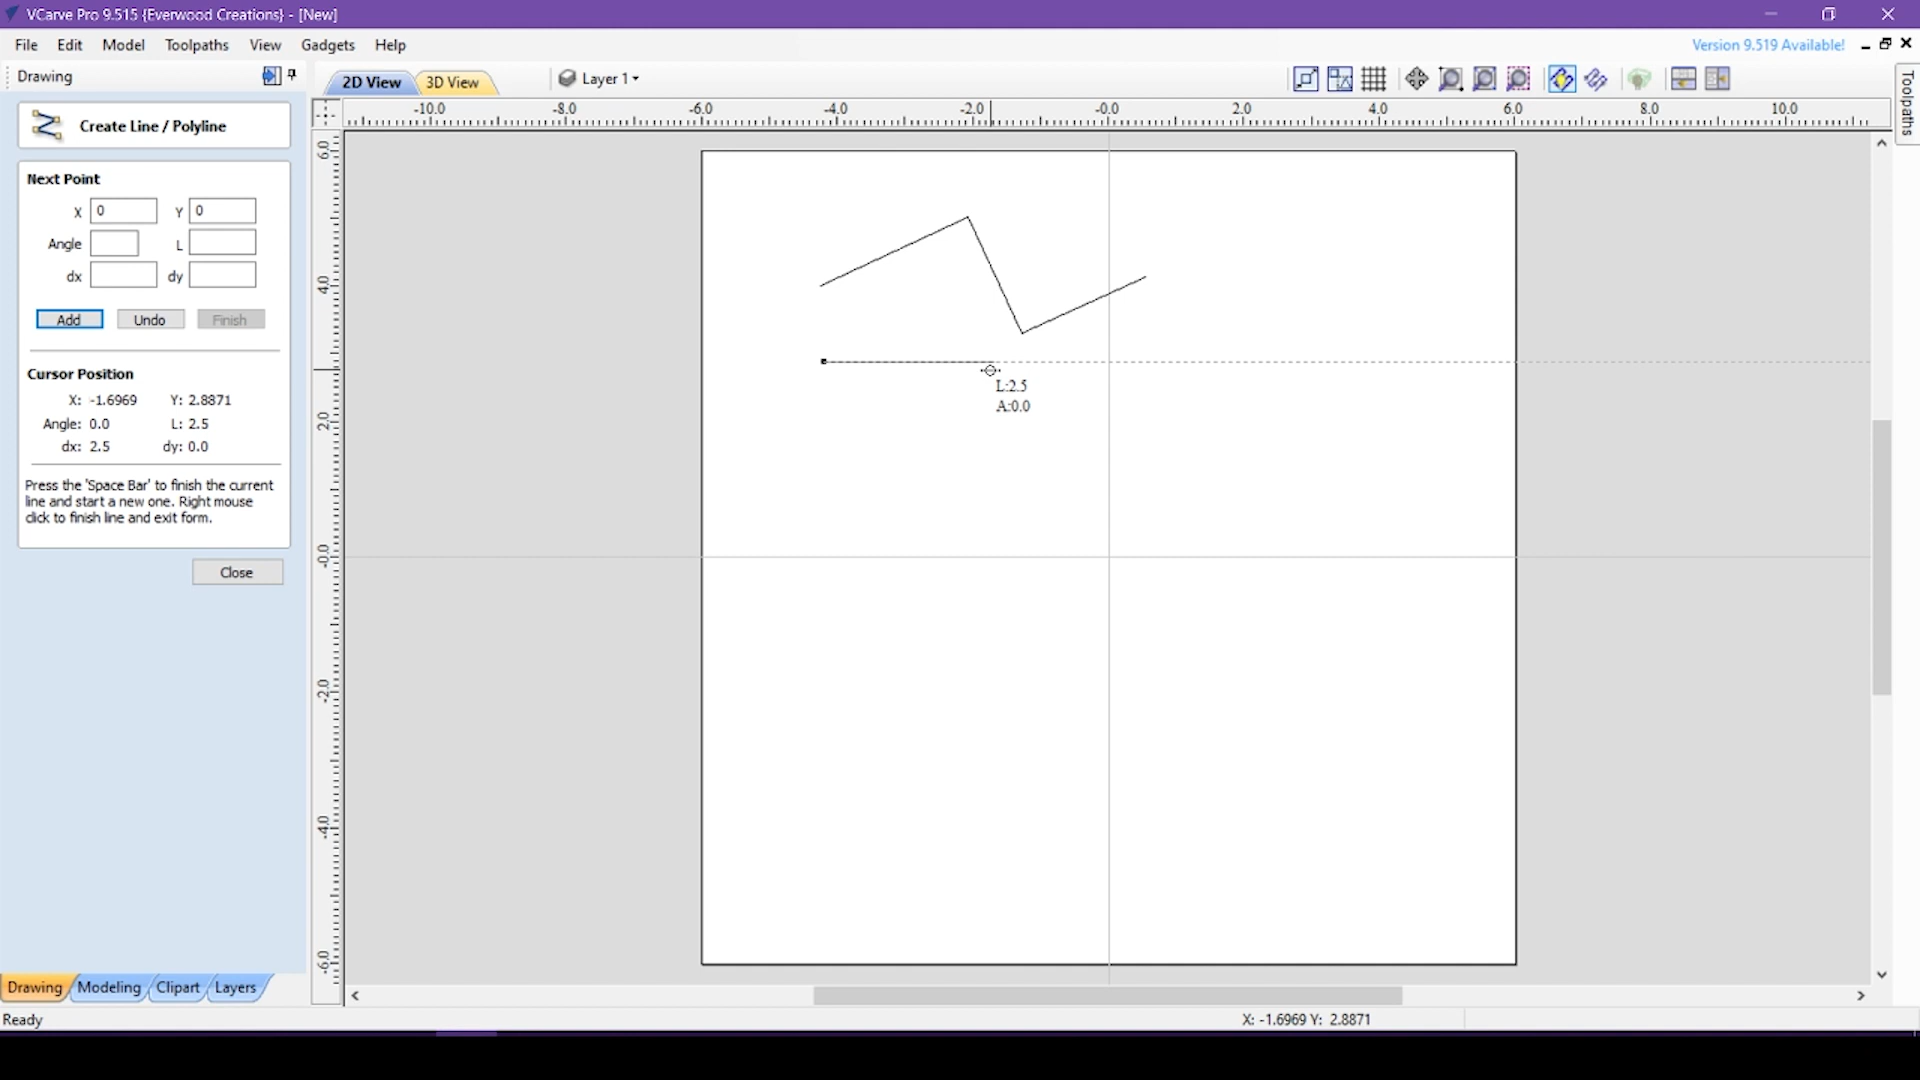 VCarve Pro 9.515 {Everwood Creations} - [New]
File Edit Model Toolpaths View Gadgets Help
Version 9.519 Available!
Drawing
2D View 3D View Layer 1
Toolpaths
-10.0 -8.0 -6.0 -4.0 -2.0 -0.0 2.0 4.0 6.0 8.0 10.0
Create Line / Polyline
Next Point
X 0 Y 0
Angle L
dx dy
Add Undo Finish
Cursor Position
X: -1.6969 Y: 2.8871
Angle: 0.0 L: 2.5
dx: 2.5 dy: 0.0
Press the 'Space Bar' to finish the current
line and start a new one. Right mouse
click to finish line and exit form.
Close
6.0
4.0
2.0
-0.0
-2.0
-4.0
-6.0
L:2.5
A:0.0
Drawing Modeling Clipart Layers
Ready
X: -1.6969 Y: 2.8871